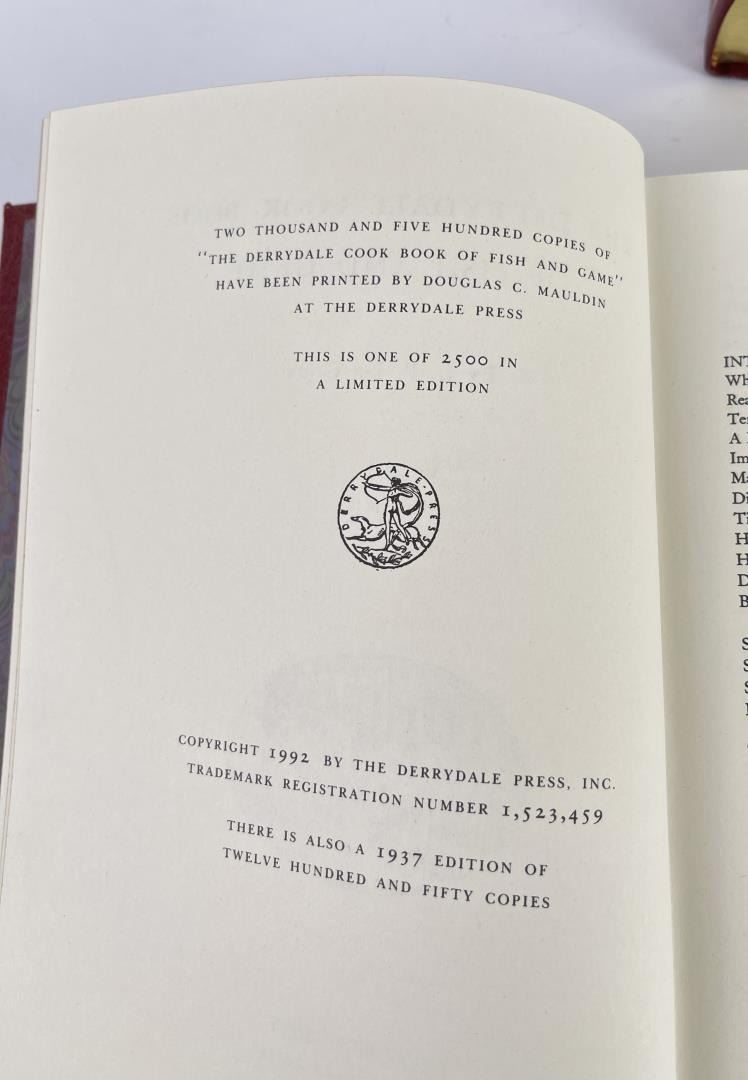 TWO THOUSAND AND FIVE HUNDRED COPIES OF
"THE DERRYDALE COOK BOOK OF FISH AND GAME"
HAVE BEEN PRINTED BY DOUGLAS C. MAULDIN
AT THE DERRYDALE PRESS
THIS IS ONE OF 2500 IN
A LIMITED EDITION
DERRYDALE · PRESS
COPYRIGHT 1992 BY THE DERRYDALE PRESS, INC.
TRADEMARK REGISTRATION NUMBER 1,523,459
THERE IS ALSO A 1937 EDITION OF
TWELVE HUNDRED AND FIFTY COPIES